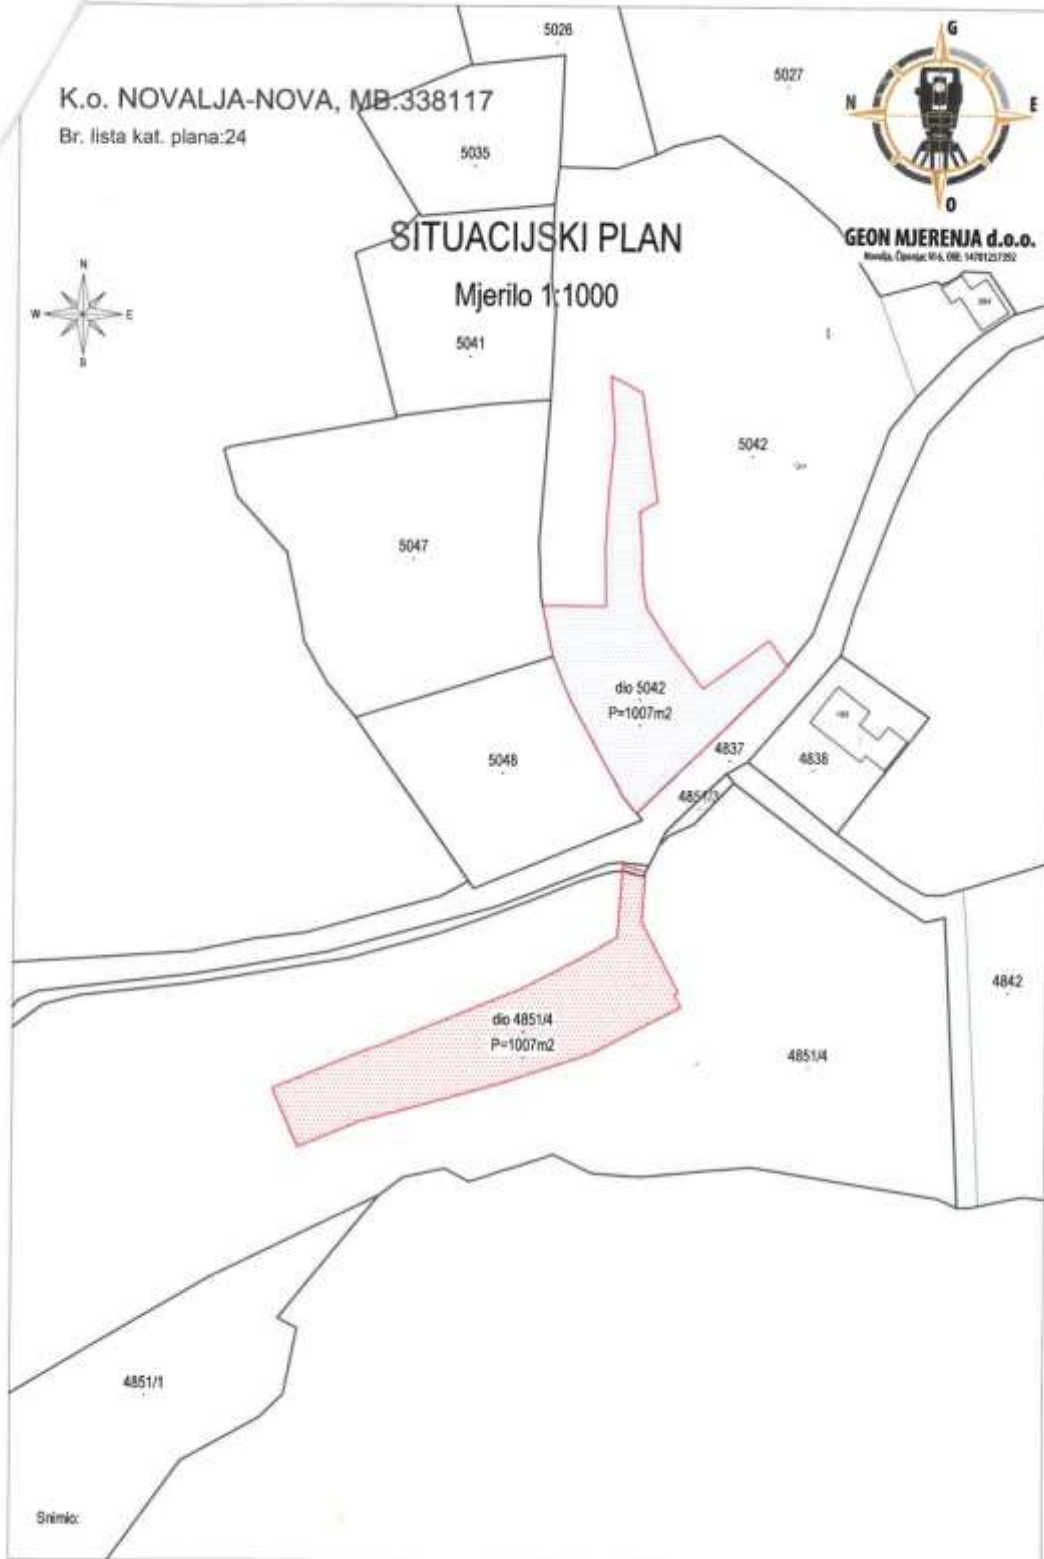 5026
5027
K.o. NOVALJA-NOVA, MB:338117
Br. lista kat. plana:24
5035
G
N
E
O
GEON MJERENJA d.o.o.
SITUACIJSKI PLAN
Mjerilo 1:1000
N
W
E
S
5041
5042
5047
dio 5042
P=1007m2
5048
4837
4838
4851/3
4842
dio 4851/4
P=1007m2
4851/4
4851/1
Snimio: